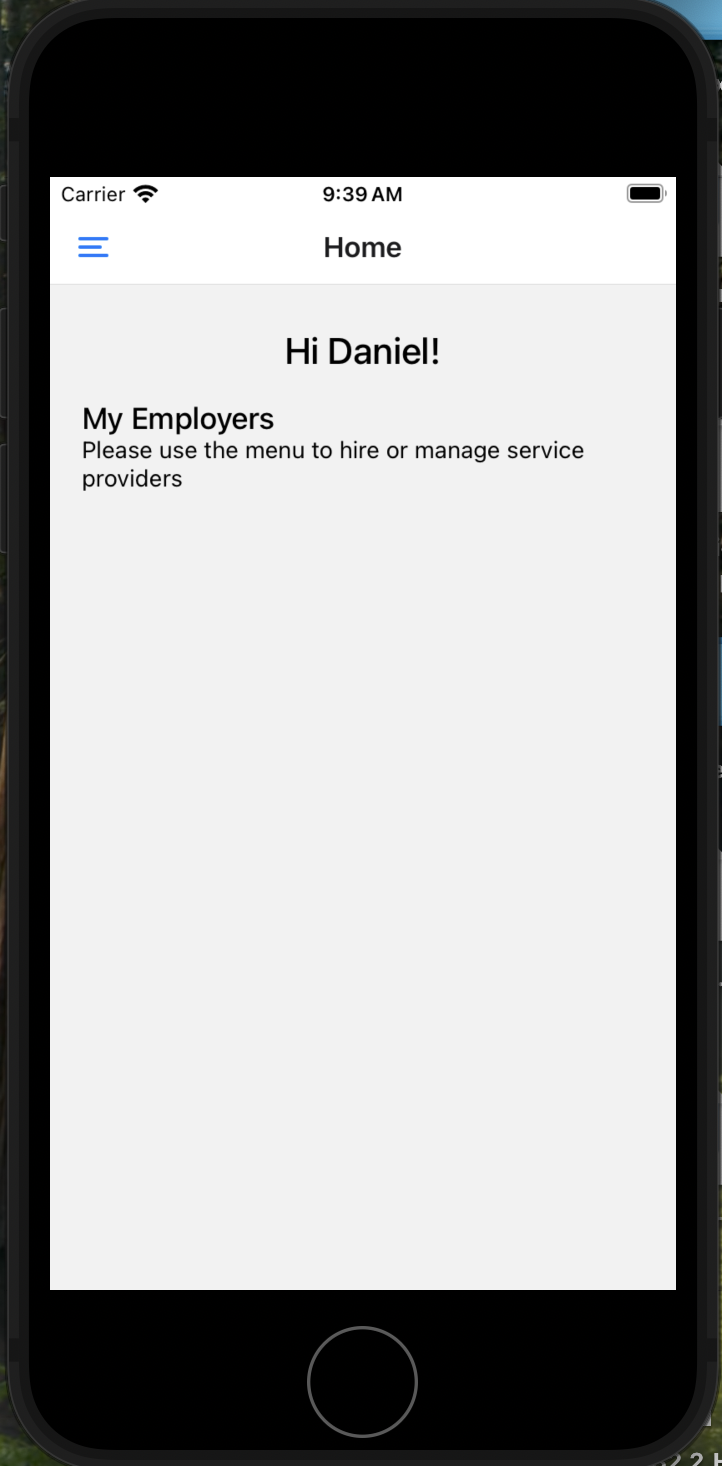 Carrier
9:39 AM
Home
Hi Daniel!
My Employers
Please use the menu to hire or manage service
providers